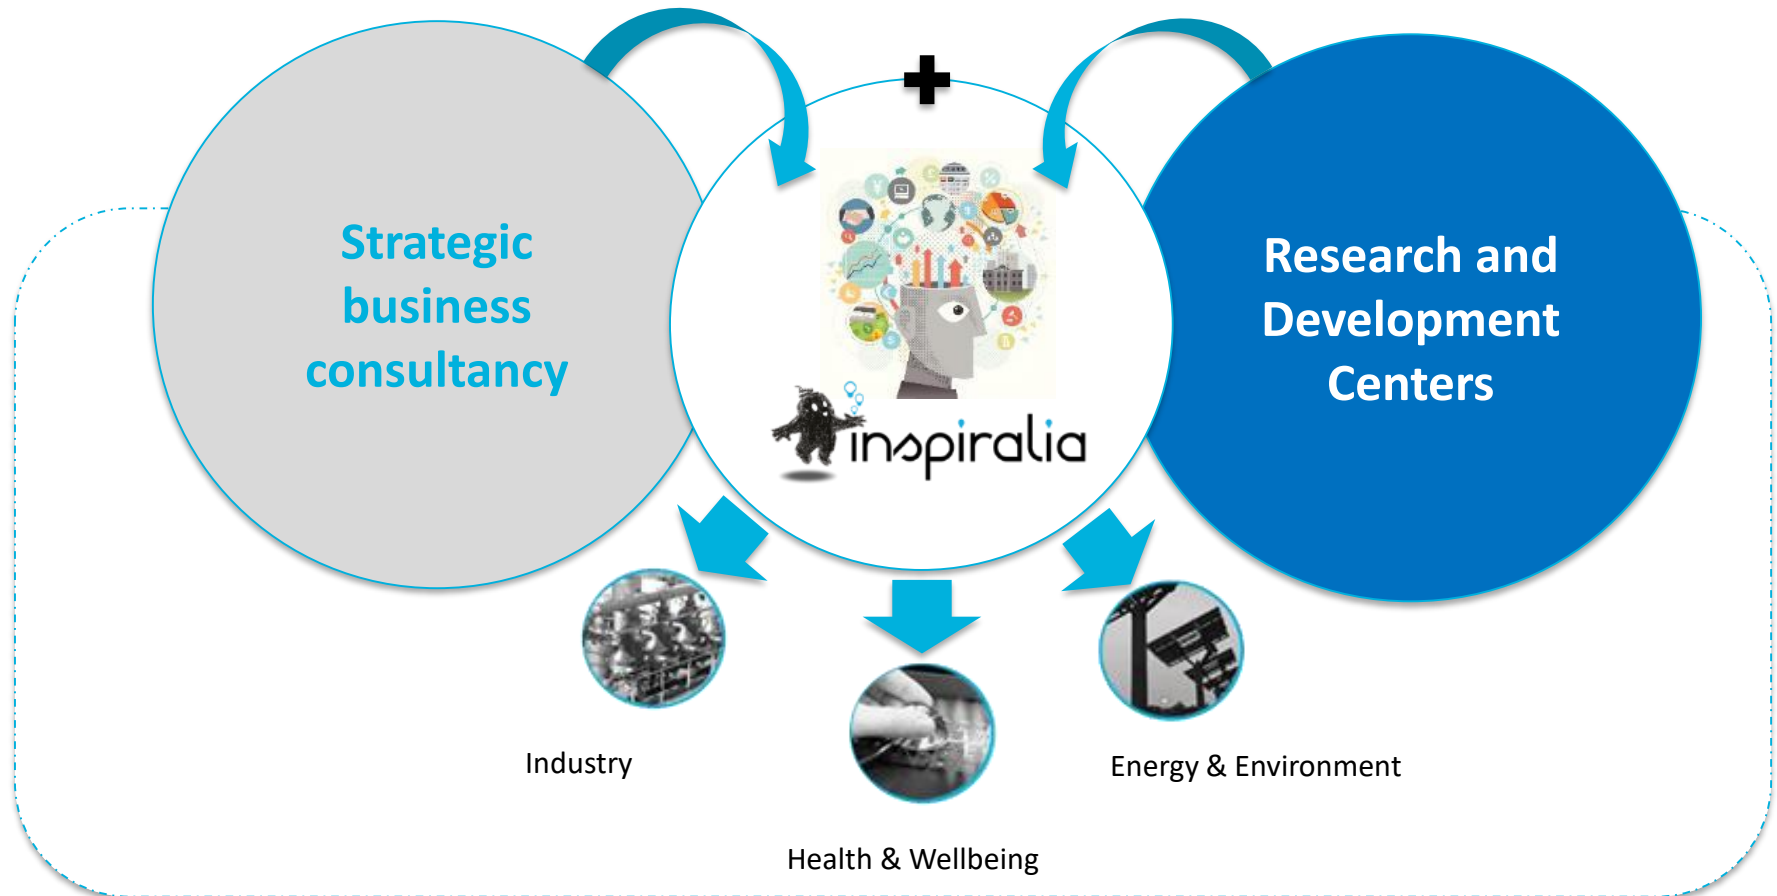 Strategic
business
consultancy
inspiralia
Research and
Development
Centers
Industry
Energy & Environment
Health & Wellbeing